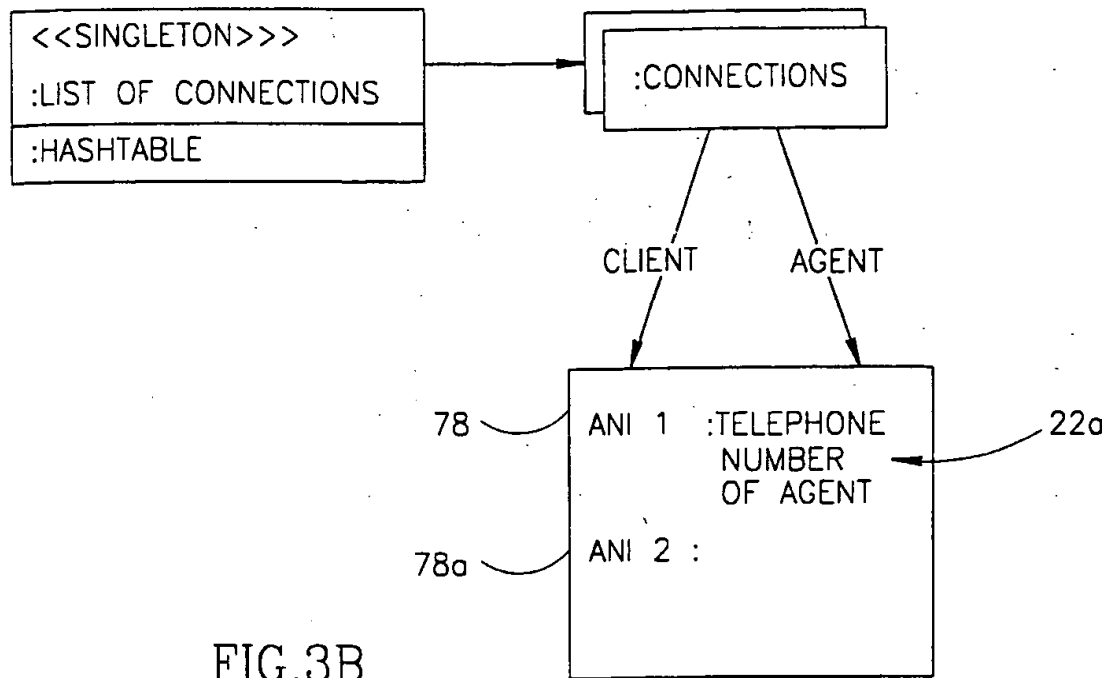 <<SINGLETON>>>
:LIST OF CONNECTIONS
:HASHTABLE
:CONNECTIONS
CLIENT
AGENT
78
ANI 1 :TELEPHONE
NUMBER
OF AGENT
22a
78a
ANI 2 :
FIG.3B